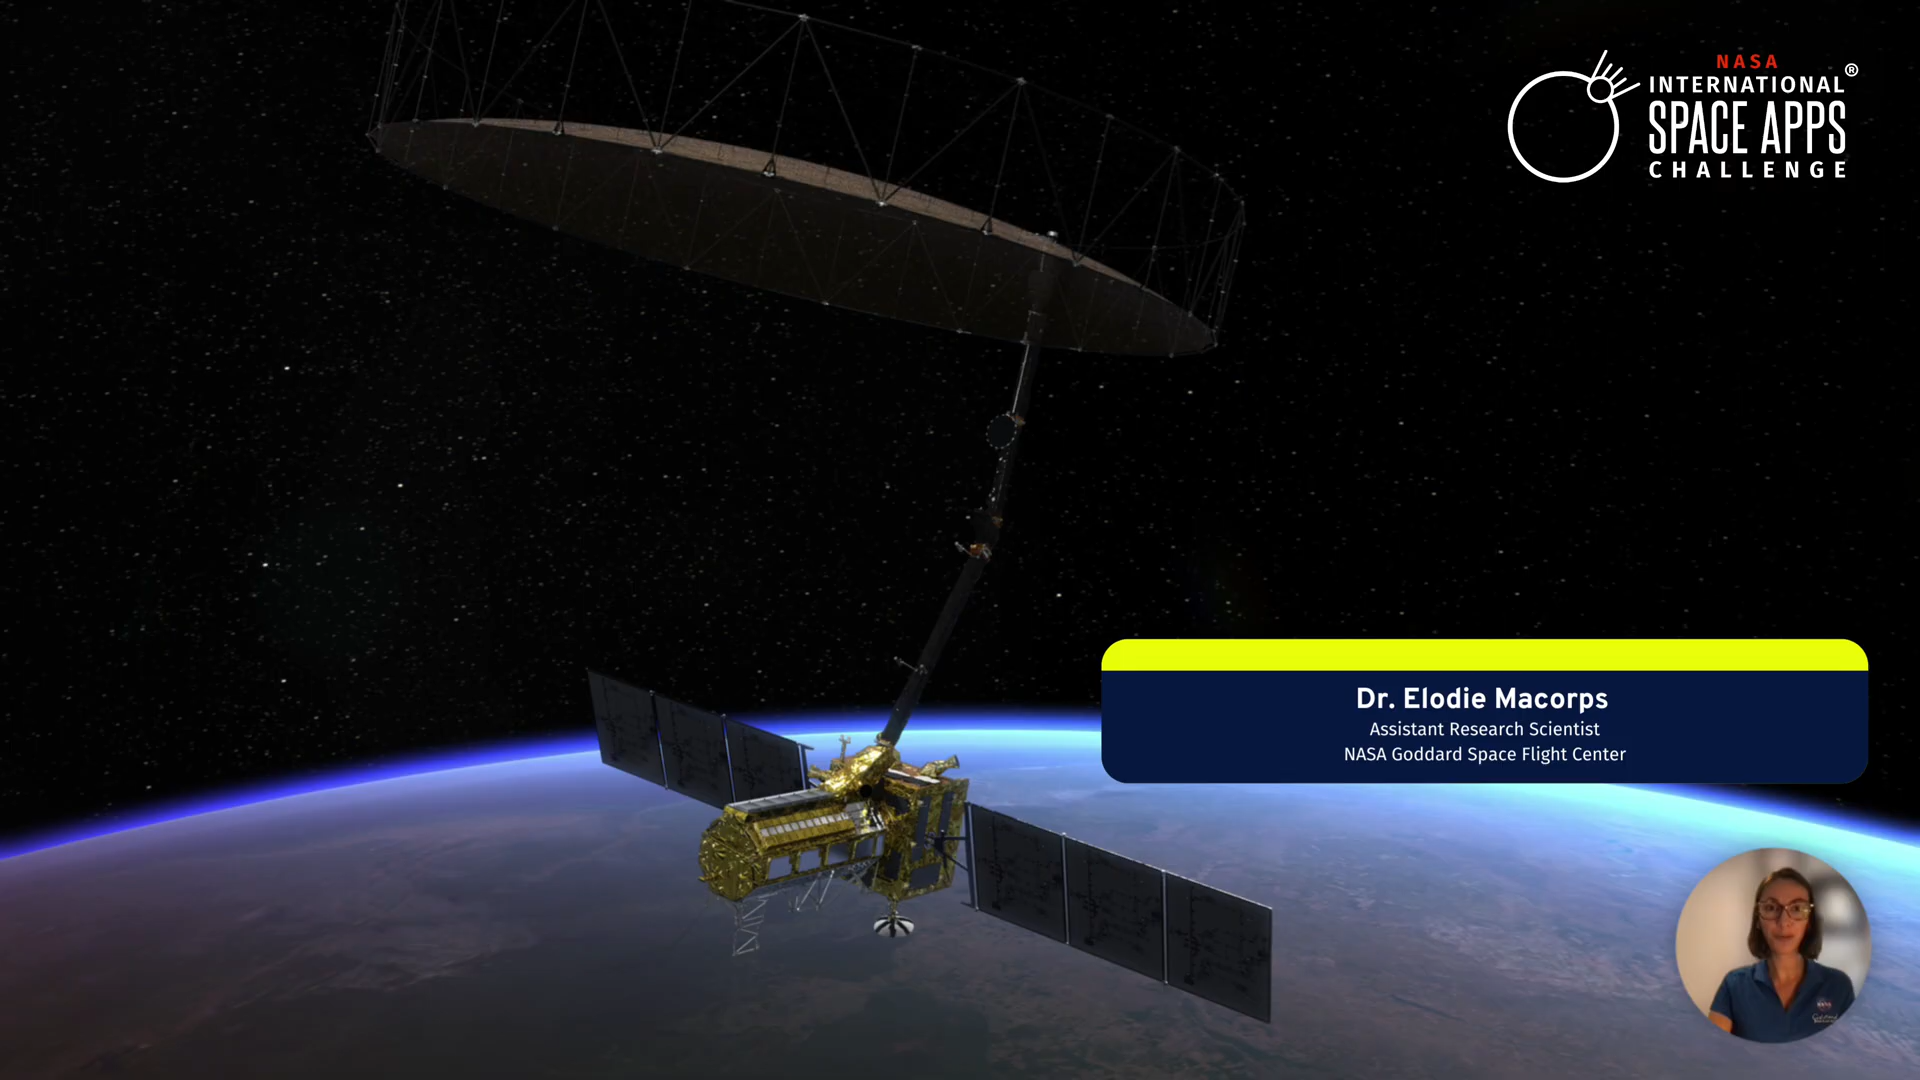 NASA
INTERNATIONAL®
SPACE APPS
CHALLENGE
Dr. Elodie Macorps
Assistant Research Scientist
NASA Goddard Space Flight Center